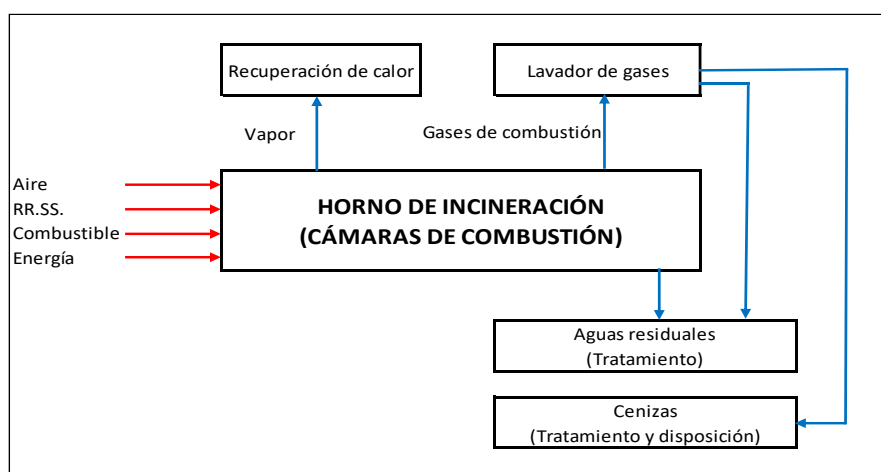 Recuperación de calor
Lavador de gases
Vapor
Gases de combustión
Aire
RR.SS.
Combustible
Energía
HORNO DE INCINERACIÓN
(CÁMARAS DE COMBUSTIÓN)
Aguas residuales
(Tratamiento)
Cenizas
(Tratamiento y disposición)